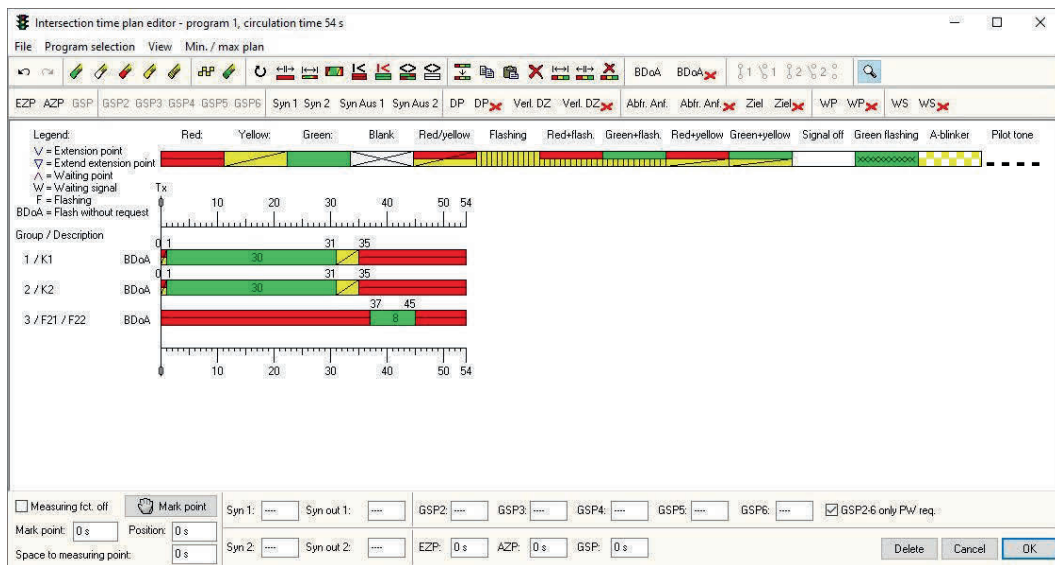 Intersection time plan editor - program 1, circulation time 54 s
File Program selection View Min. / max plan
BDoA BDoA 1 1 2 2
EZP AZP GSP GSP2 GSP3 GSP4 GSP5 GSP6 Syn 1 Syn 2 Syn Aus 1 Syn Aus 2 DP DP Verl. DZ Verl. DZ Abfr. Anf. Abfr. Anf. Ziel Ziel WP WP WS WS
Legend: Red: Yellow: Green: Blank Red/yellow Flashing Red+flash. Green+flash. Red+yellow Green+yellow Signal off Green flashing A-blinker Pilot tone
V = Extension point
∇ = Extend extension point
Λ = Waiting point
W = Waiting signal
F = Flashing
BDoA = Flash without request
Tx
0 10 20 30 40 50 54
Group / Description
0 1 31 35
1 / K1 BDoA 30
0 1 31 35
2 / K2 BDoA 30
37 45
3 / F21 / F22 BDoA 8
0 10 20 30 40 50 54
Measuring fct. off Mark point Syn 1: ---- Syn out 1: ---- GSP2: ---- GSP3: ---- GSP4: ---- GSP5: ---- GSP6: ---- GSP2-6 only PW req.
Mark point: 0 s Position: 0 s
Space to measuring point: 0 s Syn 2: ---- Syn out 2: ---- EZP: 0 s AZP: 0 s GSP: 0 s Delete Cancel OK